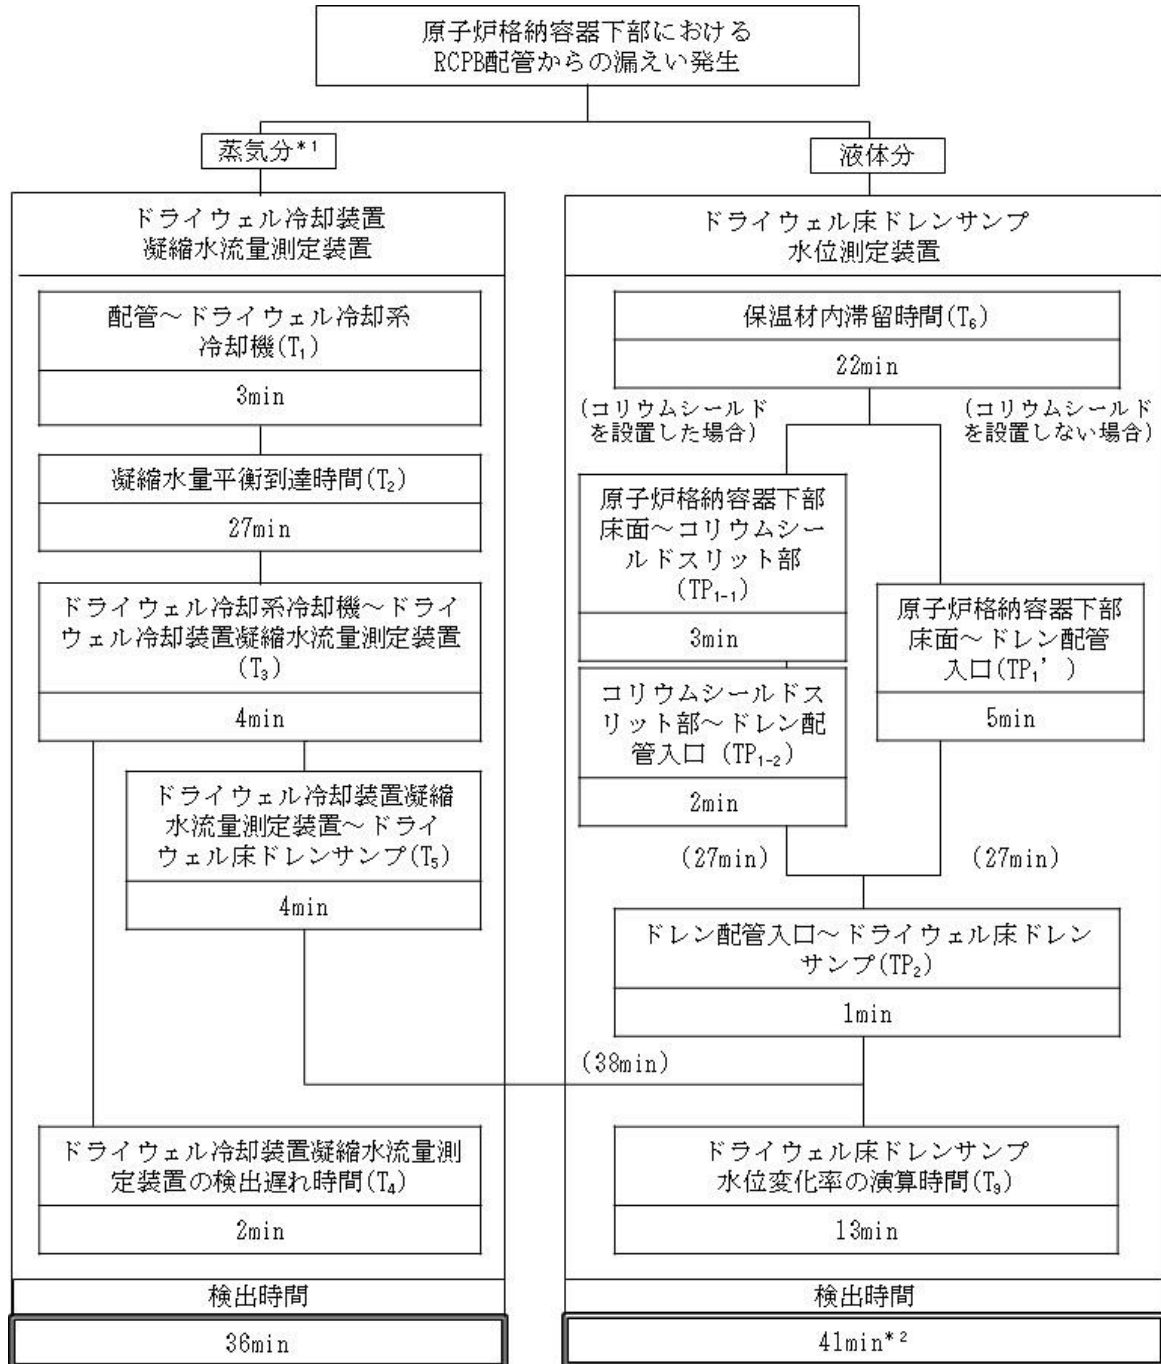 原子炉格納容器下部における
RCPB配管からの漏えい発生
蒸気分*¹
液体分
ドライウェル冷却装置
凝縮水流量測定装置
配管～ドライウェル冷却系
冷却機(T₁)
3min
凝縮水量平衡到達時間(T₂)
27min
ドライウェル冷却系冷却機～ドライ
ウェル冷却装置凝縮水流量測定装置
(T₃)
4min
ドライウェル冷却装置凝縮
水流量測定装置～ドライ
ウェル床ドレンサンプ(T₅)
4min
ドライウェル冷却装置凝縮水流量測
定装置の検出遅れ時間(T₄)
2min
検出時間
36min
ドライウェル床ドレンサンプ
水位測定装置
保温材内滞留時間(T₆)
22min
(コリウムシールド
を設置した場合)
(コリウムシールド
を設置しない場合)
原子炉格納容器下部
床面～コリウムシー
ルドスリット部
(TP₁₋₁)
3min
コリウムシールドス
リット部～ドレン配
管入口 (TP₁₋₂)
2min
原子炉格納容器下部
床面～ドレン配管
入口(TP₁’)
5min
(27min)
(27min)
ドレン配管入口～ドライウェル床ドレン
サンプ(TP₂)
1min
(38min)
ドライウェル床ドレンサンプ
水位変化率の演算時間(T₉)
13min
検出時間
41min*²